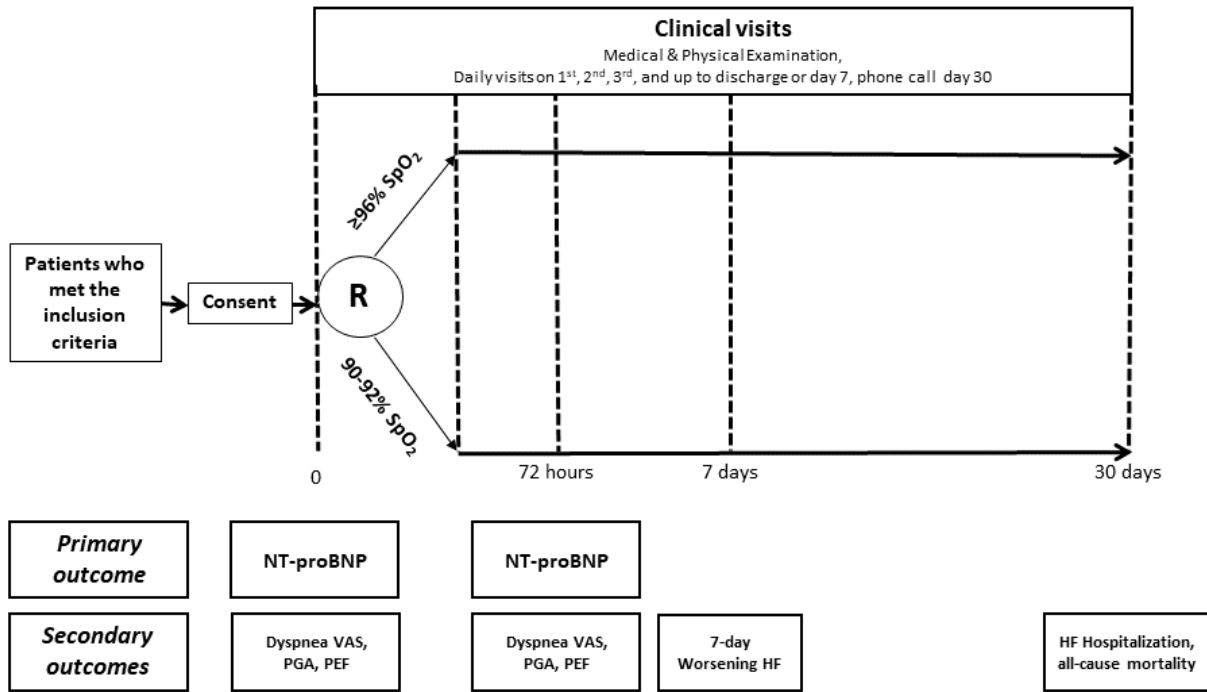 Clinical visits
Medical & Physical Examination,
Daily visits on 1st, 2nd, 3rd, and up to discharge or day 7, phone call day 30
≥96% SpO₂
Patients who
met the
inclusion
criteria
Consent
R
90-92% SpO₂
0
72 hours
7 days
30 days
Primary
outcome
NT-proBNP
NT-proBNP
Secondary
outcomes
Dyspnea VAS,
PGA, PEF
Dyspnea VAS,
PGA, PEF
7-day
Worsening HF
HF Hospitalization,
all-cause mortality